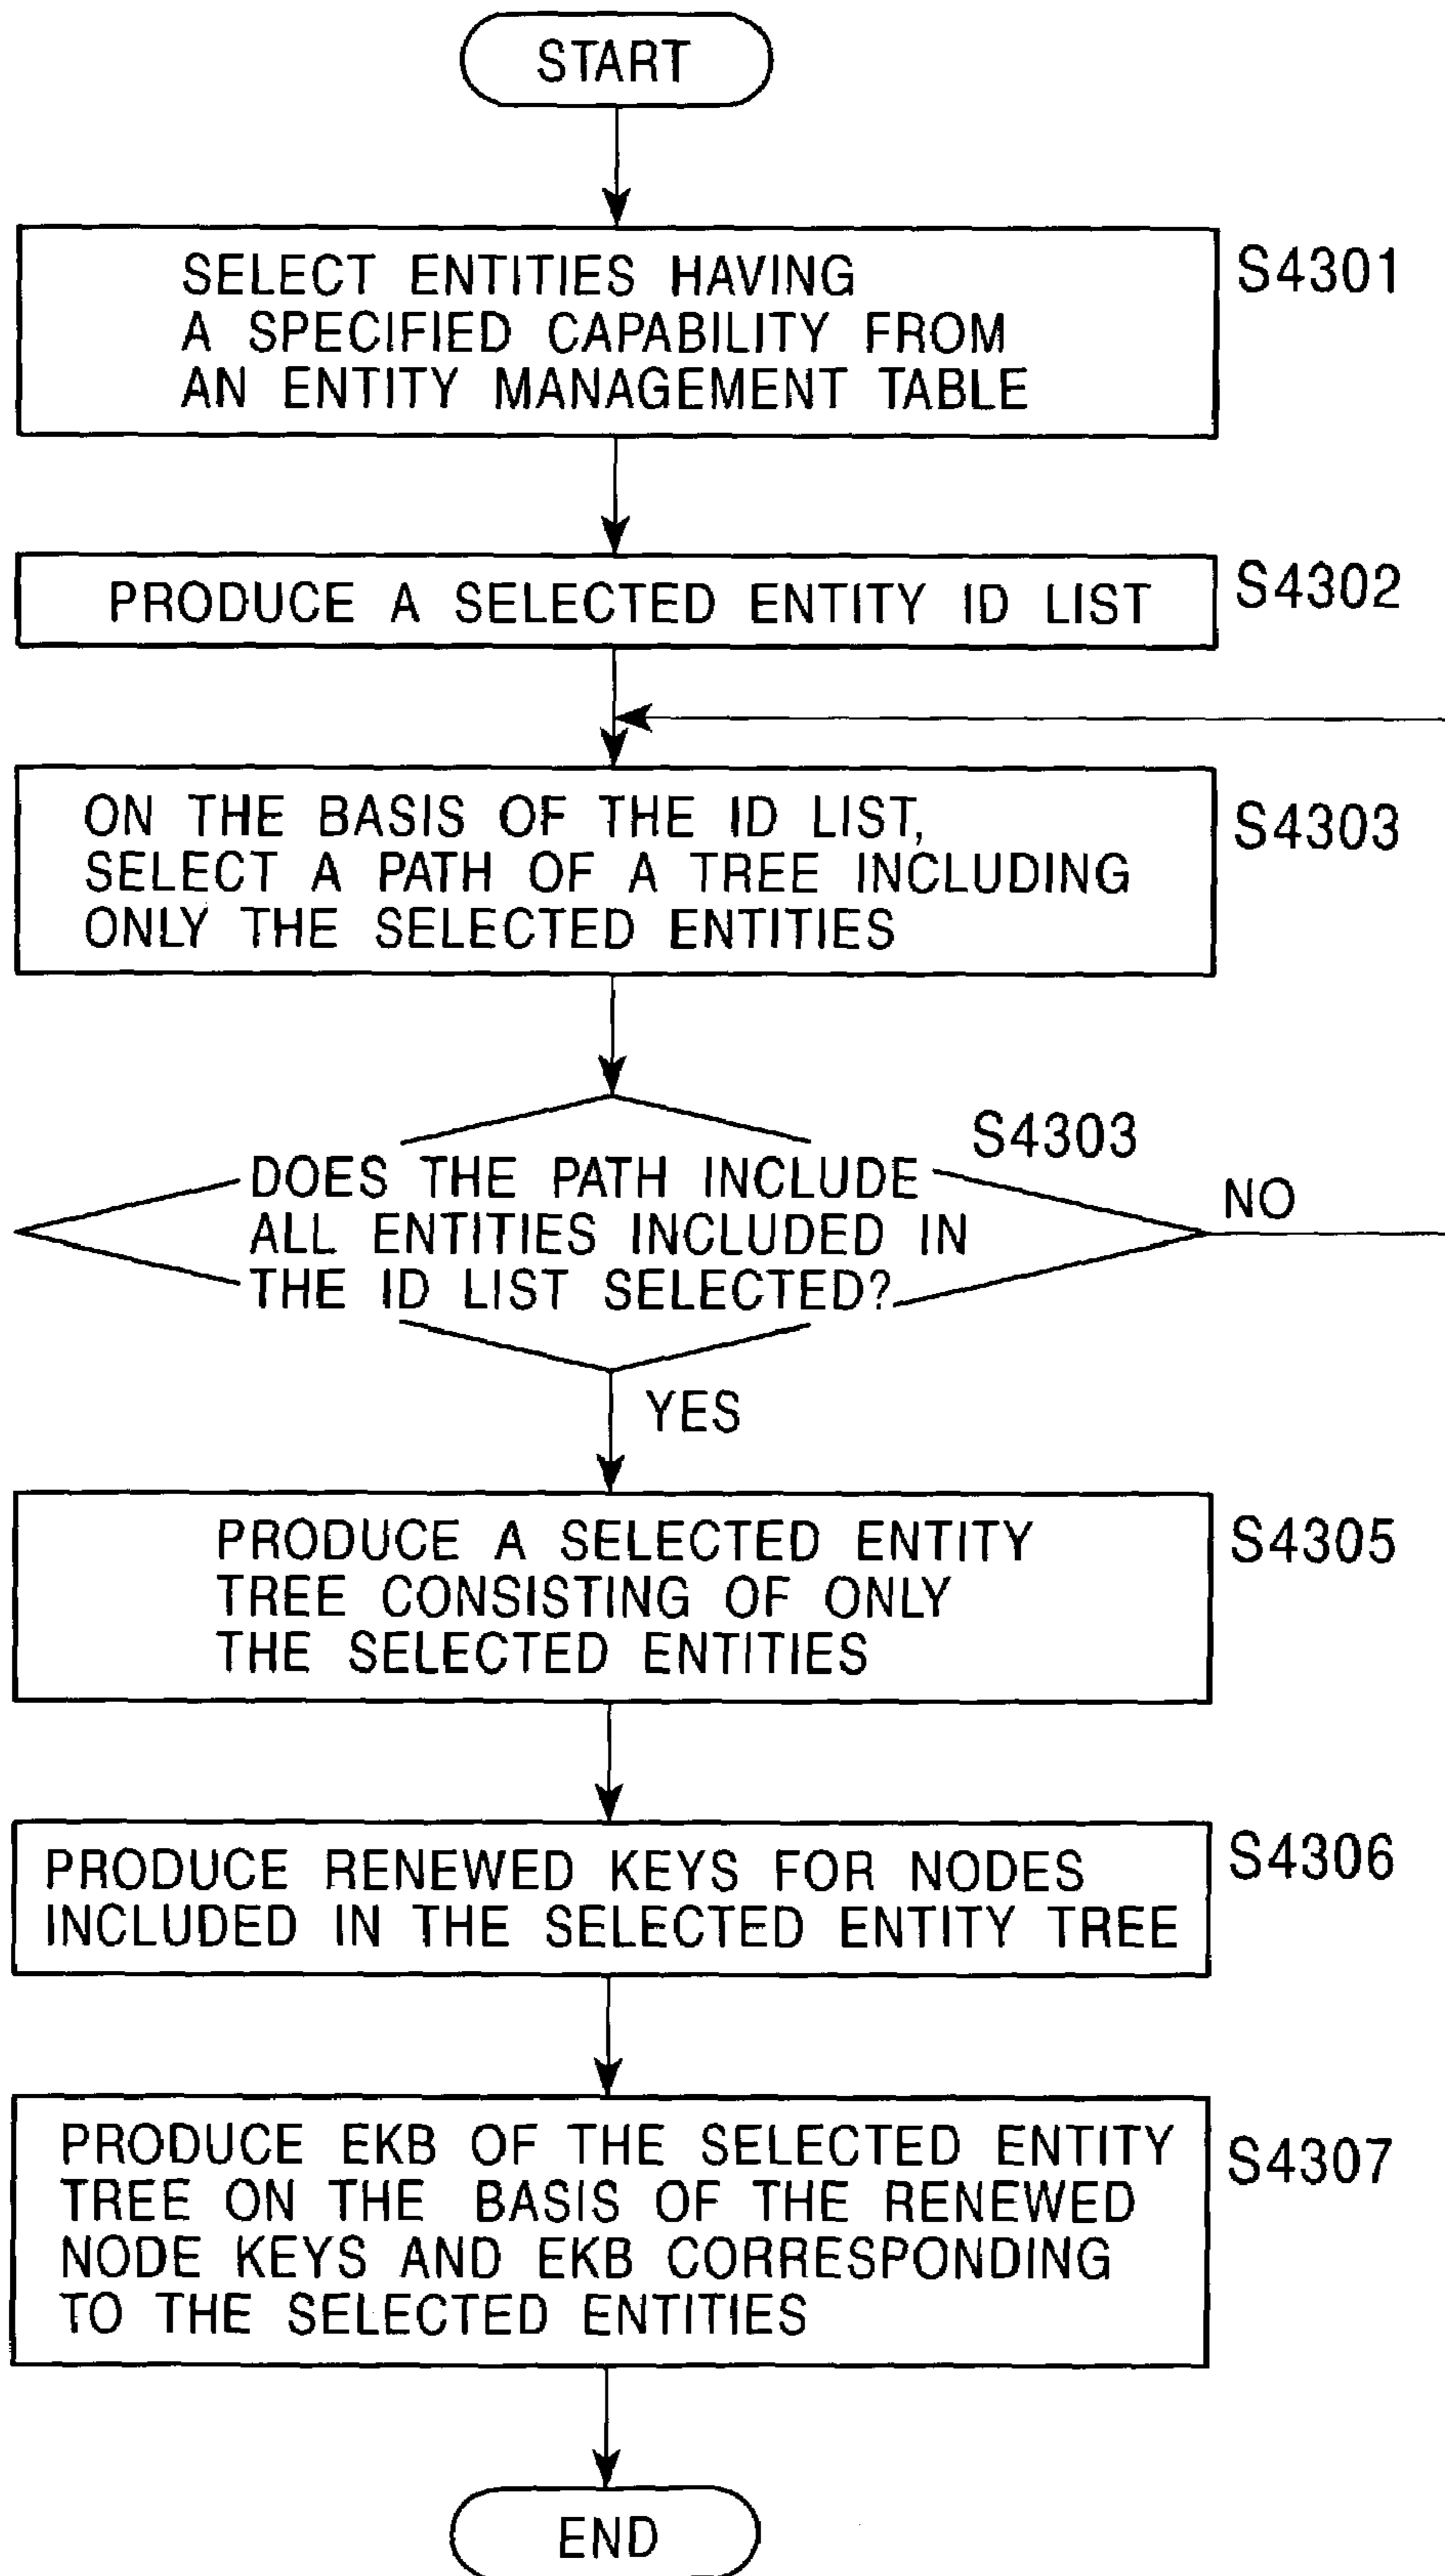 START
SELECT ENTITIES HAVING
A SPECIFIED CAPABILITY FROM
AN ENTITY MANAGEMENT TABLE
S4301
PRODUCE A SELECTED ENTITY ID LIST
S4302
ON THE BASIS OF THE ID LIST,
SELECT A PATH OF A TREE INCLUDING
ONLY THE SELECTED ENTITIES
S4303
S4303
DOES THE PATH INCLUDE
ALL ENTITIES INCLUDED IN
THE ID LIST SELECTED?
NO
YES
PRODUCE A SELECTED ENTITY
TREE CONSISTING OF ONLY
THE SELECTED ENTITIES
S4305
PRODUCE RENEWED KEYS FOR NODES
INCLUDED IN THE SELECTED ENTITY TREE
S4306
PRODUCE EKB OF THE SELECTED ENTITY
TREE ON THE BASIS OF THE RENEWED
NODE KEYS AND EKB CORRESPONDING
TO THE SELECTED ENTITIES
S4307
END